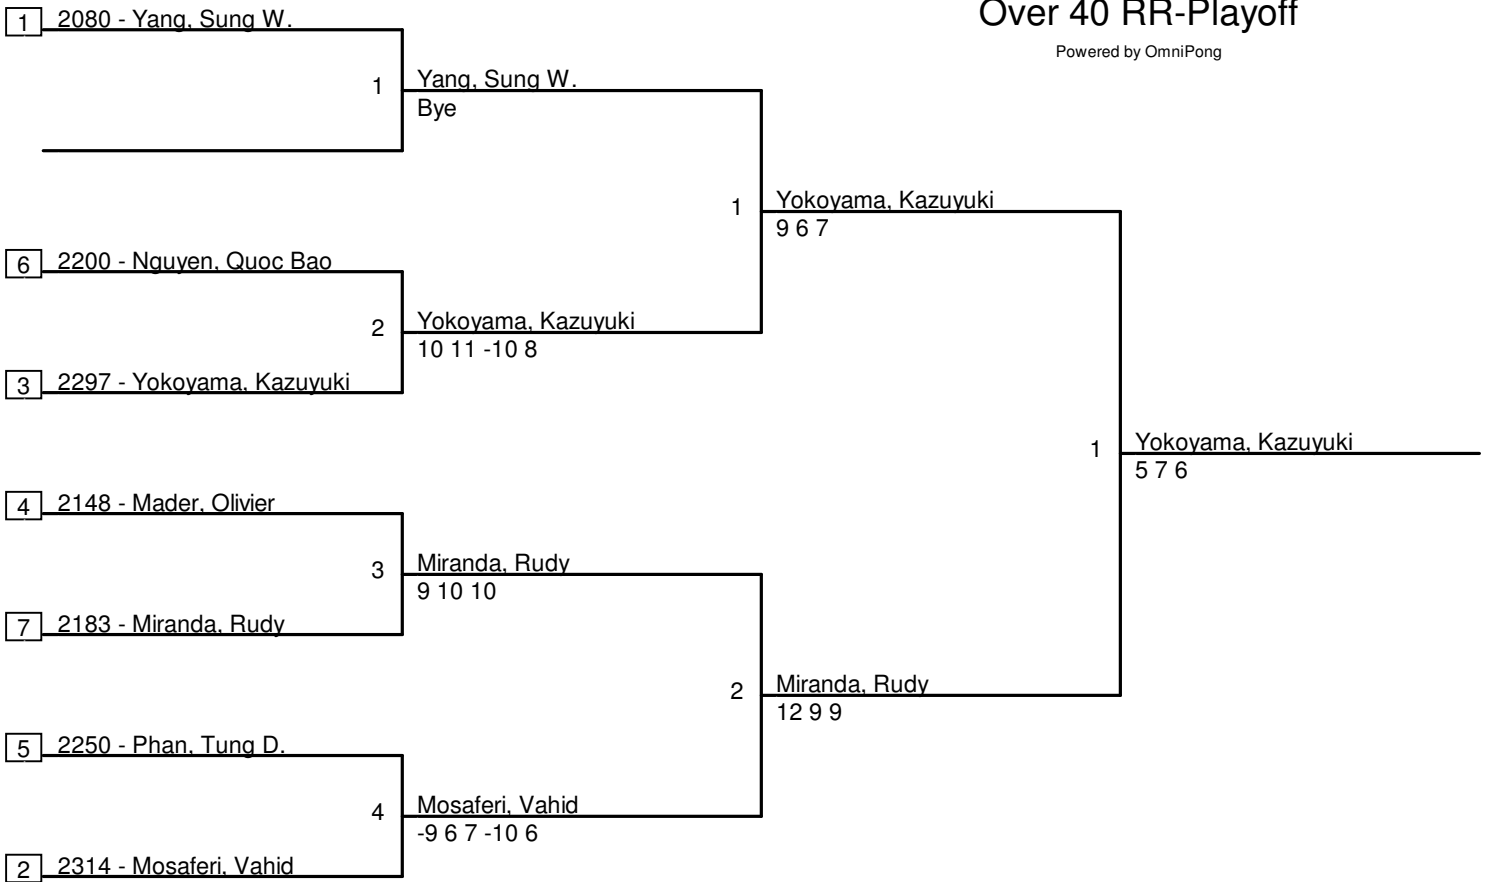 Over 40 RR-Playoff
Powered by OmniPong
1 2080 - Yang, Sung W.
1 Yang, Sung W.
Bye
1 Yokoyama, Kazuyuki
9 6 7
6 2200 - Nguyen, Quoc Bao
2 Yokoyama, Kazuyuki
10 11 -10 8
3 2297 - Yokoyama, Kazuyuki
1 Yokoyama, Kazuyuki
5 7 6
4 2148 - Mader, Olivier
3 Miranda, Rudy
9 10 10
7 2183 - Miranda, Rudy
2 Miranda, Rudy
12 9 9
5 2250 - Phan, Tung D.
4 Mosaferi, Vahid
-9 6 7 -10 6
2 2314 - Mosaferi, Vahid